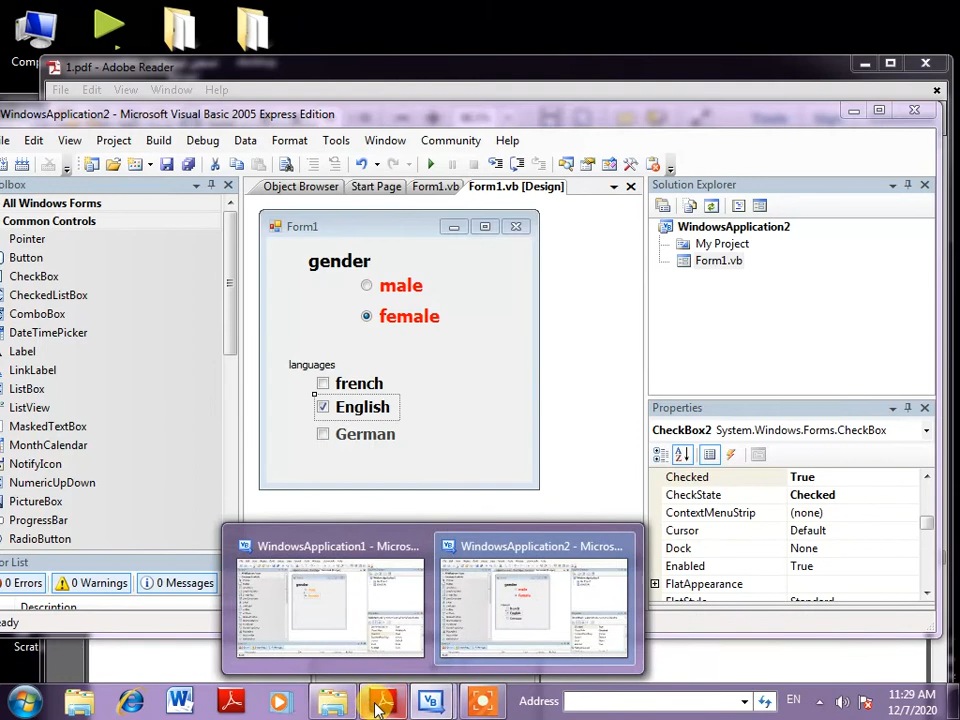 Comp
1.pdf - Adobe Reader
File Edit View Window Help
WindowsApplication2 - Microsoft Visual Basic 2005 Express Edition
ile Edit View Project Build Debug Data Format Tools Window Community Help
oolbox
Object Browser Start Page Form1.vb Form1.vb [Design]
Solution Explorer
All Windows Forms
Common Controls
Pointer
Button
CheckBox
CheckedListBox
ComboBox
DateTimePicker
Label
LinkLabel
ListBox
ListView
MaskedTextBox
MonthCalendar
NotifyIcon
NumericUpDown
PictureBox
ProgressBar
RadioButton
Form1
gender
male
female
languages
french
English
German
WindowsApplication2
My Project
Form1.vb
Properties
CheckBox2 System.Windows.Forms.CheckBox
Checked True
CheckState Checked
ContextMenuStrip (none)
Cursor Default
Dock None
Enabled True
FlatAppearance
FlatStyle Standard
or List
0 Errors 0 Warnings 0 Messages
Description
eady
WindowsApplication1 - Micros...
WindowsApplication2 - Micros...
Scrat
Address
EN
11:29 AM
12/7/2020